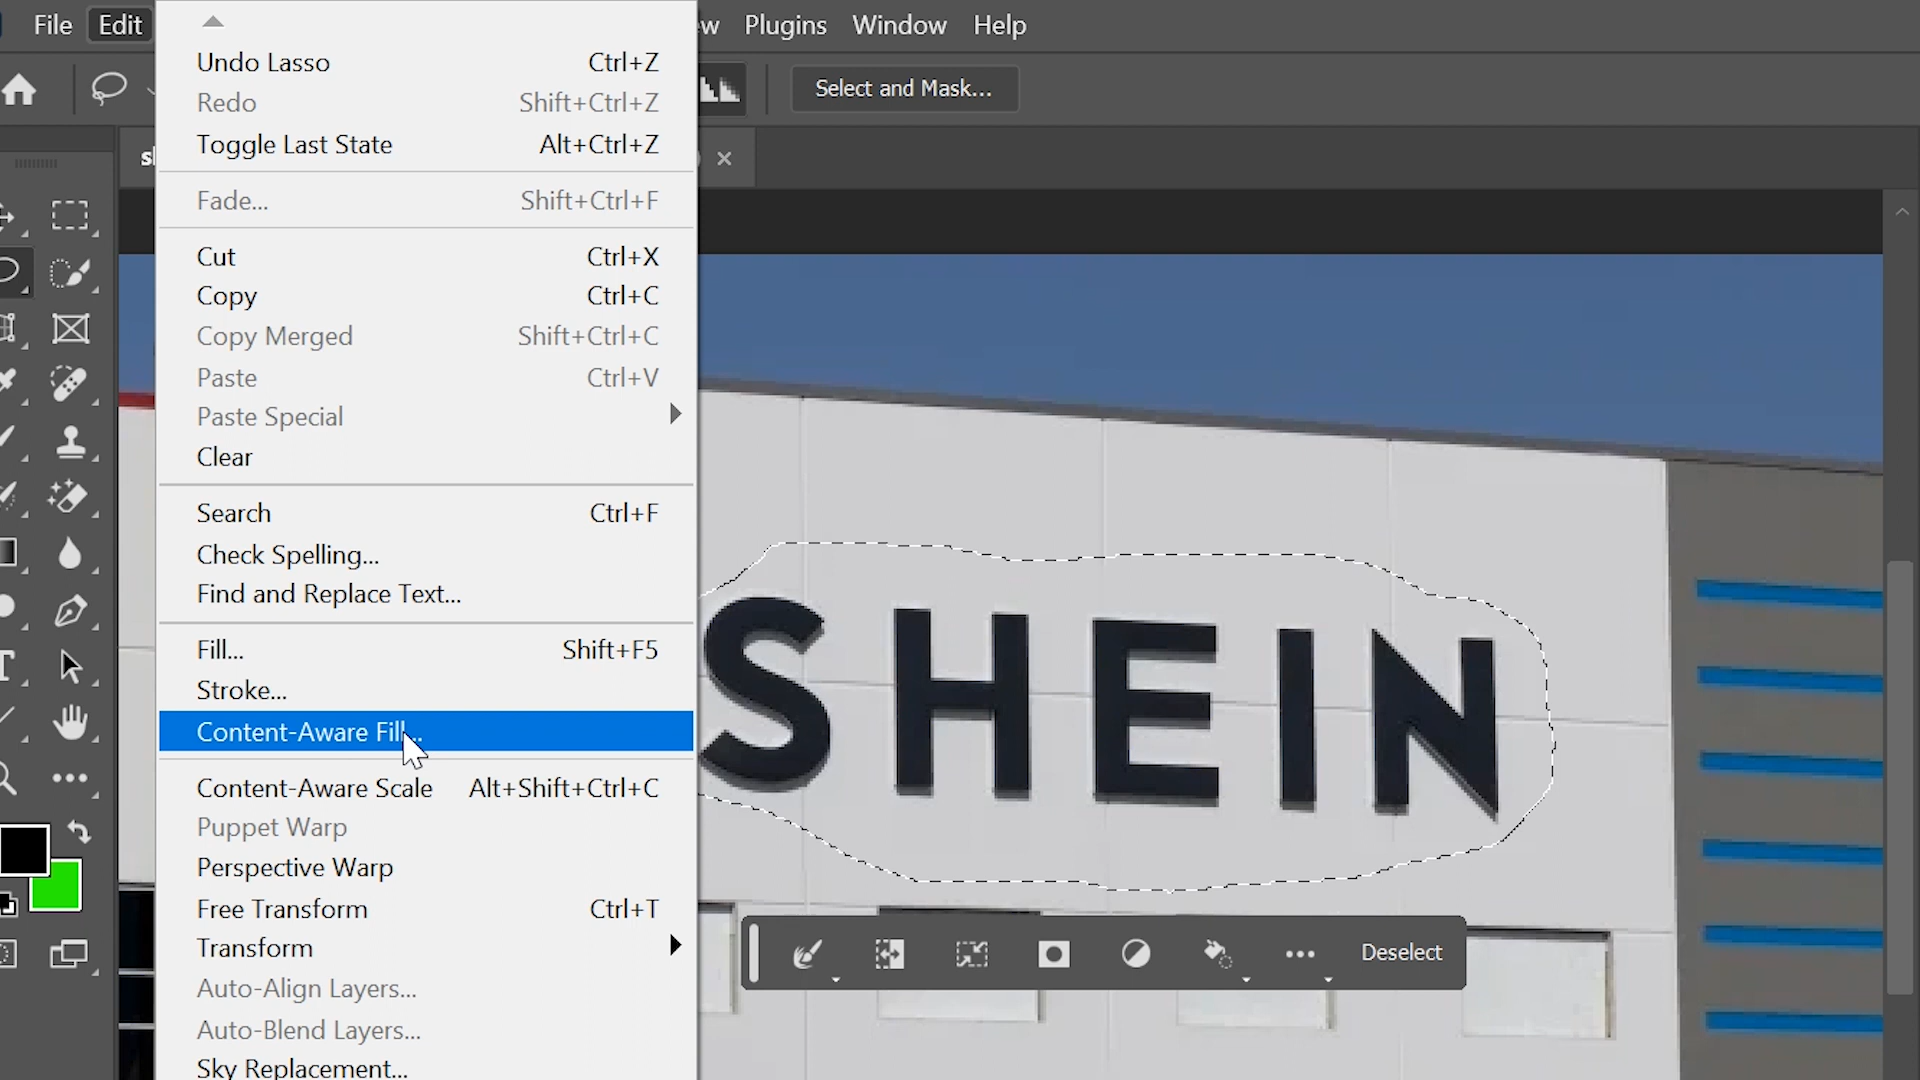 File Edit Plugins Window Help
Undo Lasso Ctrl+Z
Redo Shift+Ctrl+Z
Toggle Last State Alt+Ctrl+Z
Select and Mask...
Fade... Shift+Ctrl+F
Cut Ctrl+X
Copy Ctrl+C
Copy Merged Shift+Ctrl+C
Paste Ctrl+V
Paste Special
Clear
Search Ctrl+F
Check Spelling...
Find and Replace Text...
Fill... Shift+F5
Stroke...
Content-Aware Fill...
Content-Aware Scale Alt+Shift+Ctrl+C
Puppet Warp
Perspective Warp
Free Transform Ctrl+T
Transform
Auto-Align Layers...
Auto-Blend Layers...
Sky Replacement...
SHEIN
Deselect